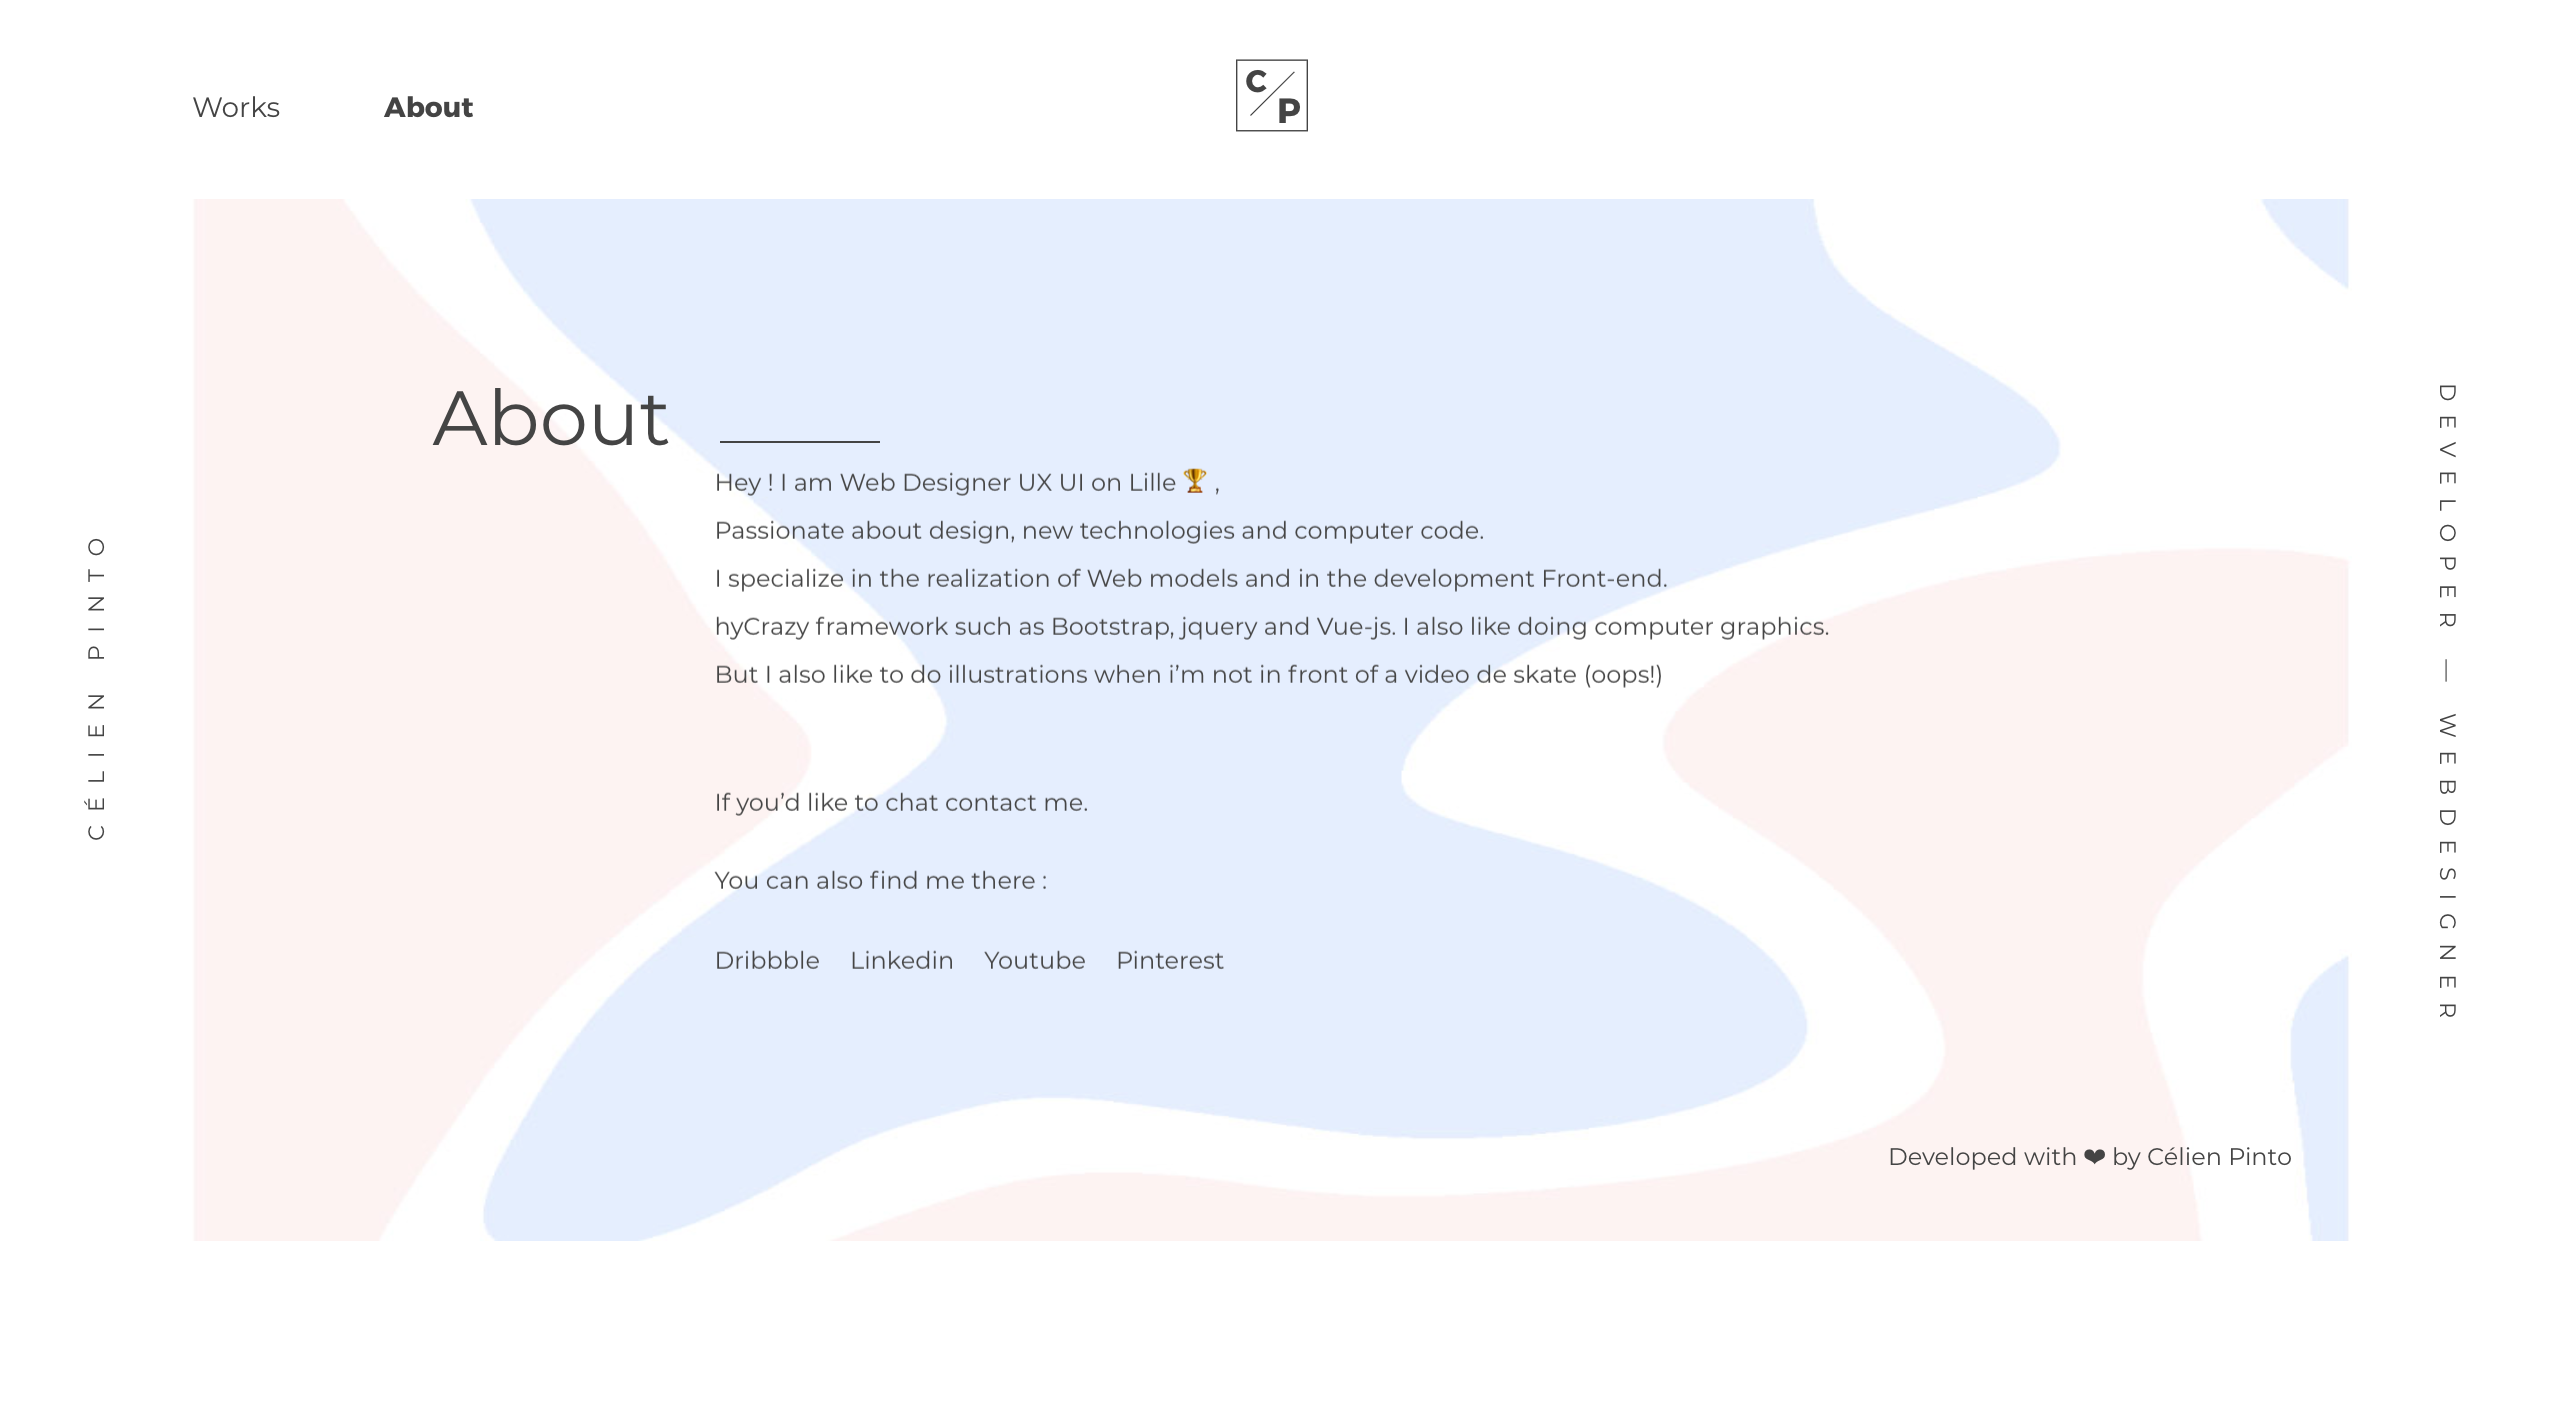 Works
About
C
P
About
Hey ! I am Web Designer UX UI on Lille 🏆 ,
Passionate about design, new technologies and computer code.
I specialize in the realization of Web models and in the development Front-end.
hyCrazy framework such as Bootstrap, jquery and Vue-js. I also like doing computer graphics.
But I also like to do illustrations when i’m not in front of a video de skate (oops!)
If you’d like to chat contact me.
You can also find me there :
Dribbble Linkedin Youtube Pinterest
Developed with ❤ by Célien Pinto
CÉLIEN PINTO
DEVELOPER — WEBDESIGNER